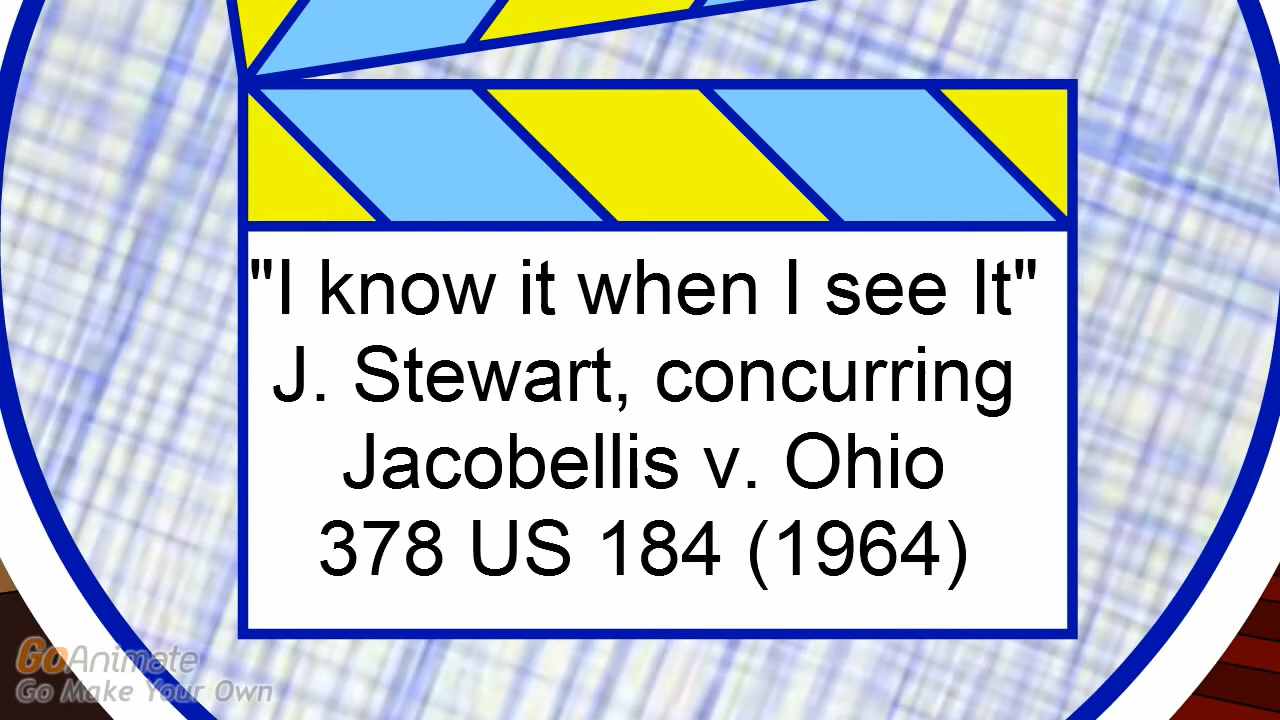 "I know it when I see It"
J. Stewart, concurring
Jacobellis v. Ohio
378 US 184 (1964)
GoAnimate
Go Make Your Own